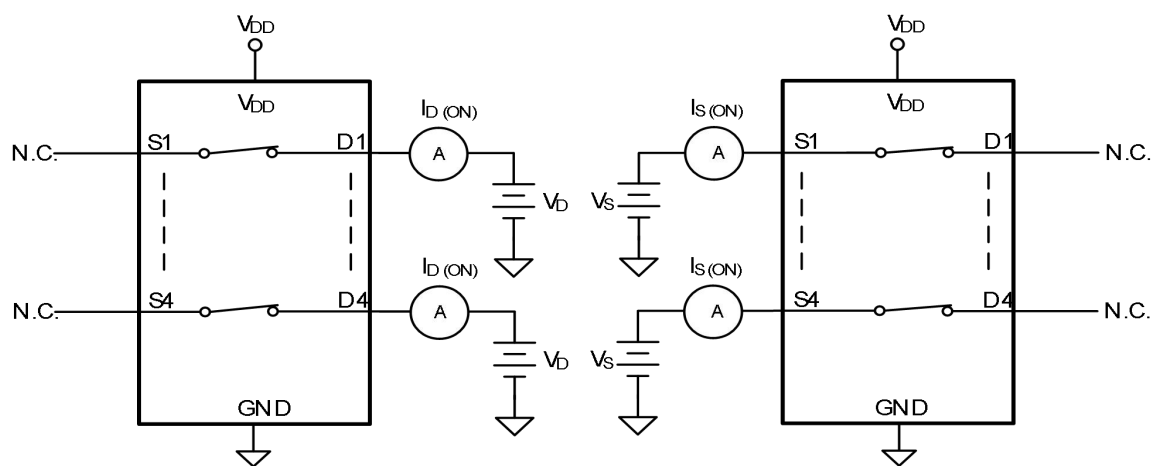 VDD
VDD
ID (ON)
N.C.
S1
D1
A
VD
ID (ON)
N.C.
S4
D4
A
VD
GND
VDD
VDD
IS (ON)
A
S1
D1
N.C.
VS
IS (ON)
A
S4
D4
N.C.
VS
GND